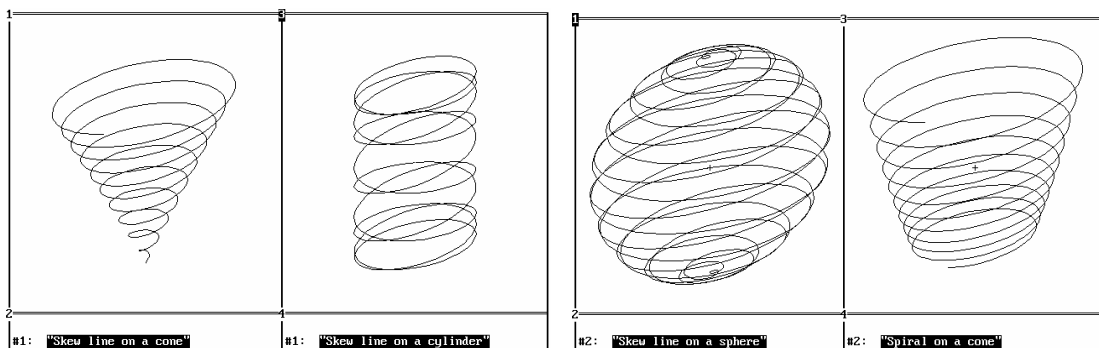 1 3 1 3
2 4 2 4
#1: "Skew line on a cone" #1: "Skew line on a cylinder" #2: "Skew line on a sphere" #2: "Spiral on a cone"